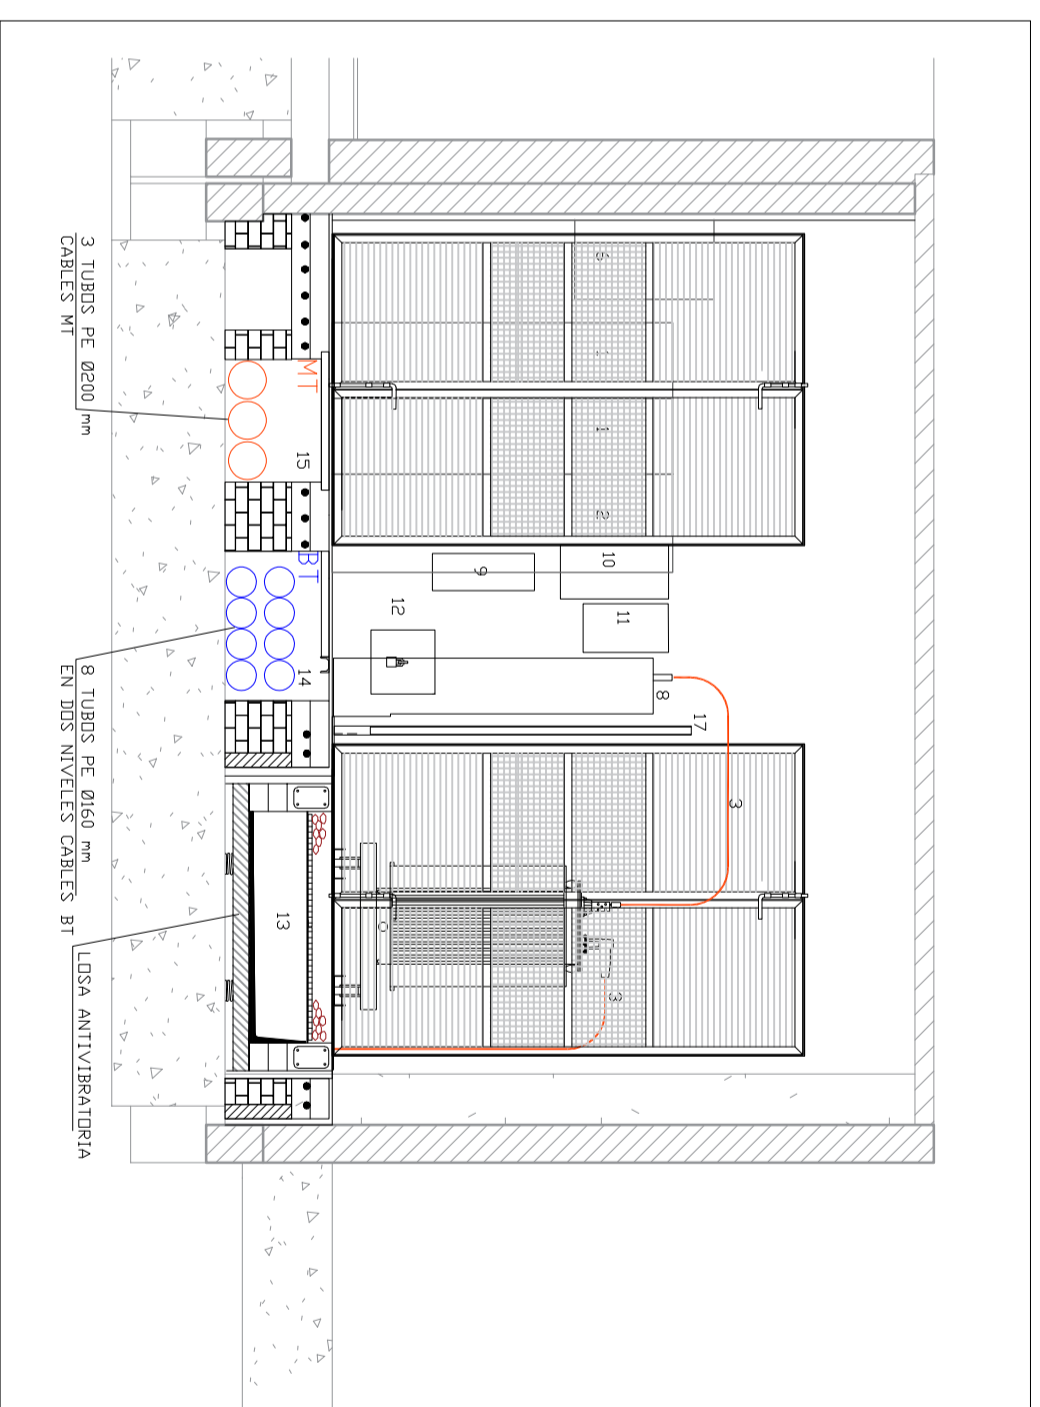 3
17
8
11
10
3
1
2
9
12
MT
15
BT
14
13
3 TUBOS PE Ø200 mm
CABLES MT
8 TUBOS PE Ø160 mm
EN DOS NIVELES CABLES BT
LOSA ANTIVIBRATORIA